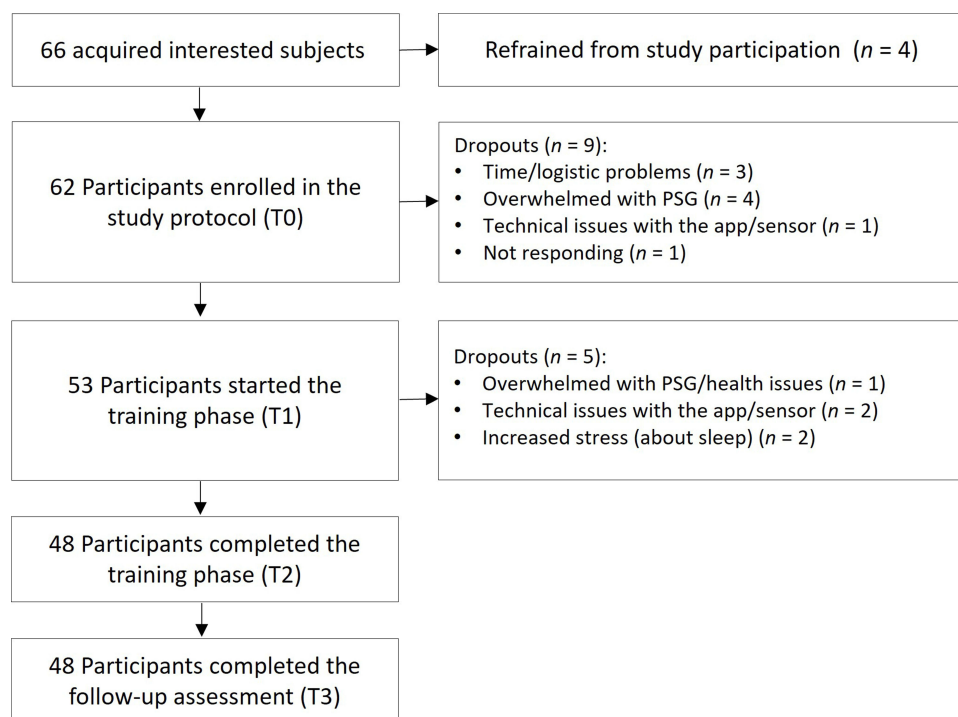 66 acquired interested subjects
Refrained from study participation (n = 4)
62 Participants enrolled in the
study protocol (T0)
Dropouts (n = 9):
• Time/logistic problems (n = 3)
• Overwhelmed with PSG (n = 4)
• Technical issues with the app/sensor (n = 1)
• Not responding (n = 1)
53 Participants started the
training phase (T1)
Dropouts (n = 5):
• Overwhelmed with PSG/health issues (n = 1)
• Technical issues with the app/sensor (n = 2)
• Increased stress (about sleep) (n = 2)
48 Participants completed the
training phase (T2)
48 Participants completed the
follow-up assessment (T3)